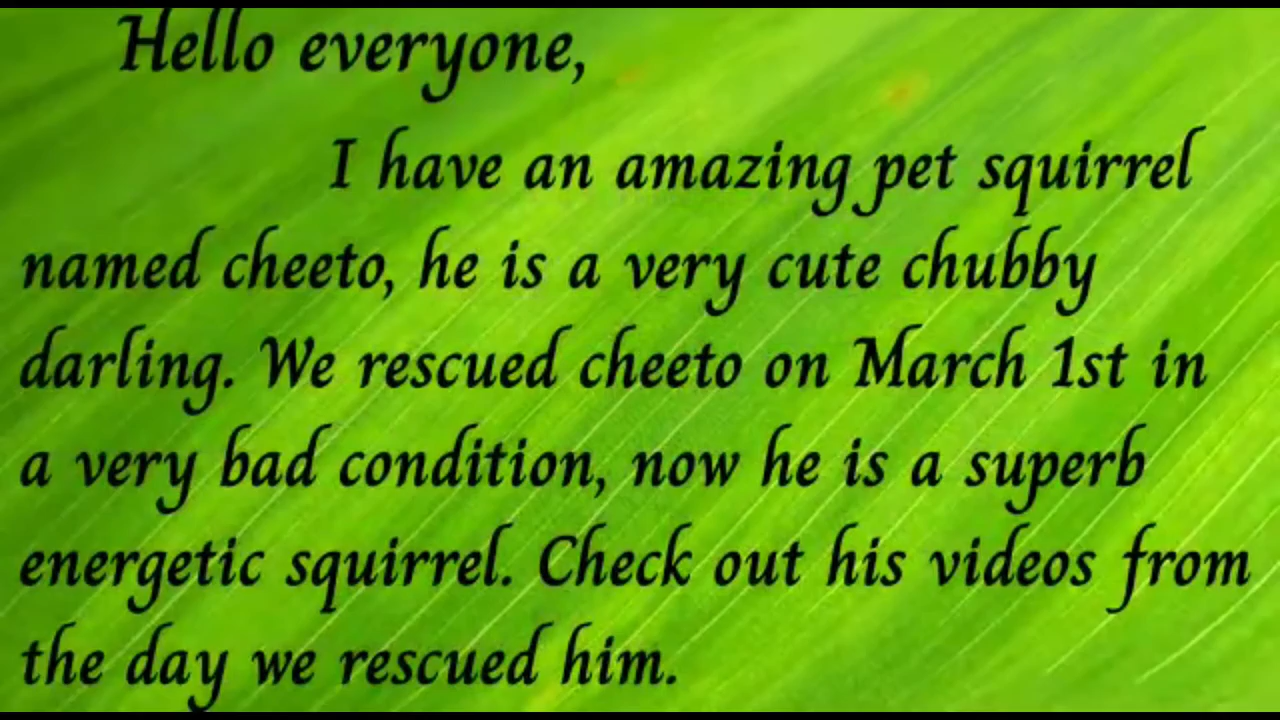 Hello everyone,
I have an amazing pet squirrel
named cheeto, he is a very cute chubby
darling. We rescued cheeto on March 1st in
a very bad condition, now he is a superb
energetic squirrel. Check out his videos from
the day we rescued him.